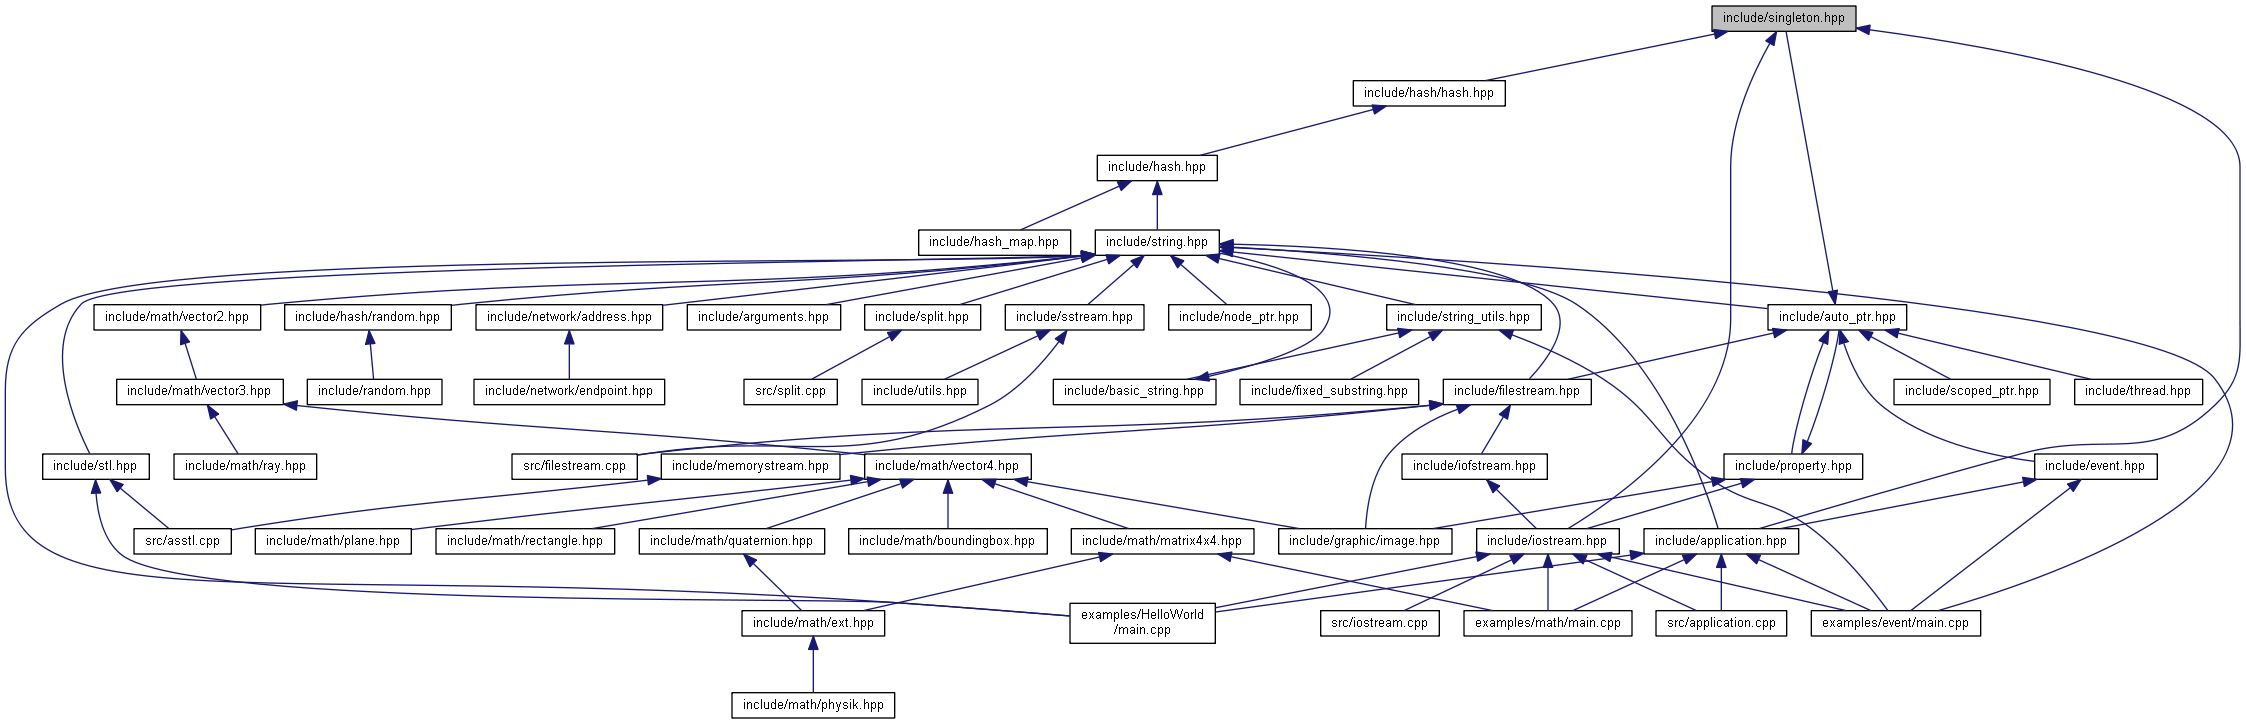 include/singleton.hpp
include/hash/hash.hpp
include/hash.hpp
include/hash_map.hpp
include/string.hpp
include/math/vector2.hpp
include/hash/random.hpp
include/network/address.hpp
include/arguments.hpp
include/split.hpp
include/sstream.hpp
include/node_ptr.hpp
include/string_utils.hpp
include/auto_ptr.hpp
include/math/vector3.hpp
include/random.hpp
include/network/endpoint.hpp
src/split.cpp
include/utils.hpp
include/basic_string.hpp
include/fixed_substring.hpp
include/filestream.hpp
include/scoped_ptr.hpp
include/thread.hpp
include/stl.hpp
include/math/ray.hpp
src/filestream.cpp
include/memorystream.hpp
include/math/vector4.hpp
include/iofstream.hpp
include/property.hpp
include/event.hpp
src/asstl.cpp
include/math/plane.hpp
include/math/rectangle.hpp
include/math/quaternion.hpp
include/math/boundingbox.hpp
include/math/matrix4x4.hpp
include/graphic/image.hpp
include/iostream.hpp
include/application.hpp
include/math/ext.hpp
examples/HelloWorld
/main.cpp
src/iostream.cpp
examples/math/main.cpp
src/application.cpp
examples/event/main.cpp
include/math/physik.hpp